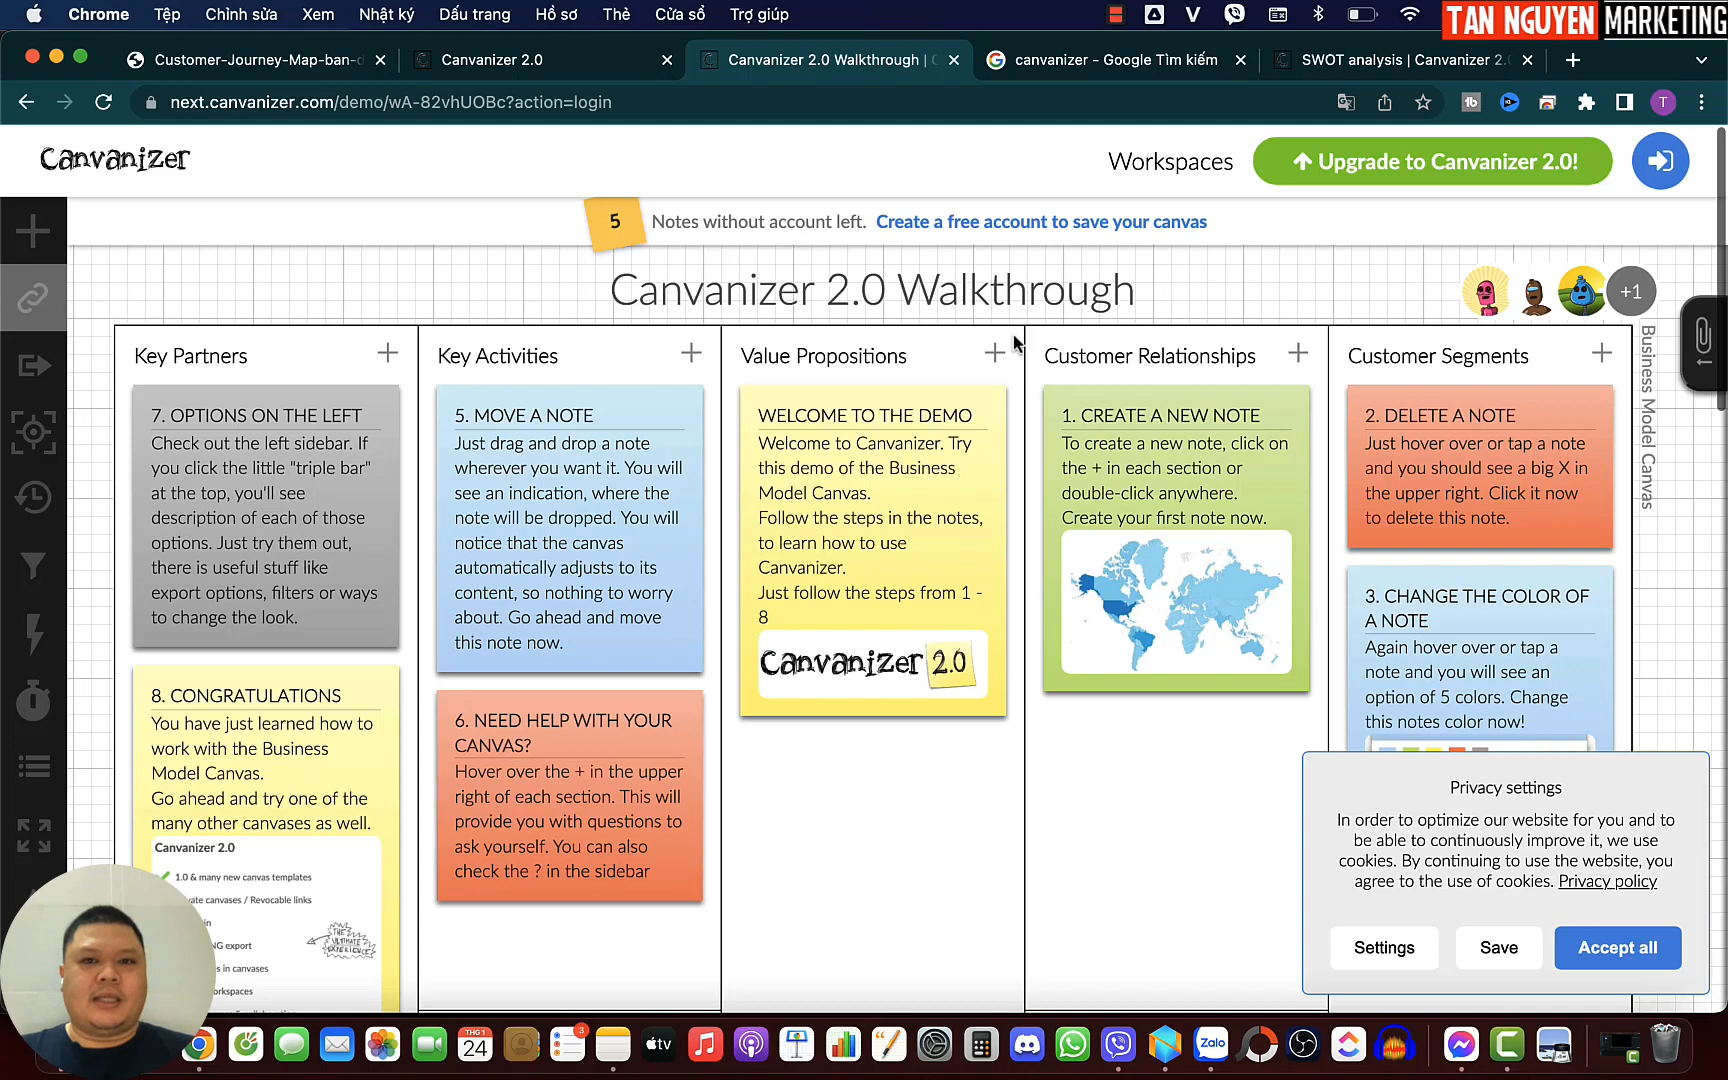 Chrome Tệp Chỉnh sửa Xem Nhật ký Dấu trang Hồ sơ Thẻ Cửa sổ Trợ giúp
TAN NGUYEN MARKETING
Customer-Journey-Map-ban-d
Canvanizer 2.0
Canvanizer 2.0 Walkthrough |
canvanizer - Google Tìm kiếm
SWOT analysis | Canvanizer 2.
next.canvanizer.com/demo/wA-82vhUOBc?action=login
T
Canvanizer
Workspaces
Upgrade to Canvanizer 2.0!
5
Notes without account left. Create a free account to save your canvas
Canvanizer 2.0 Walkthrough
+1
Business Model Canvas
Key Partners
7. OPTIONS ON THE LEFT
Check out the left sidebar. If
you click the little "triple bar"
at the top, you'll see
description of each of those
options. Just try them out,
there is useful stuff like
export options, filters or ways
to change the look.
8. CONGRATULATIONS
You have just learned how to
work with the Business
Model Canvas.
Go ahead and try one of the
many other canvases as well.
Canvanizer 2.0
1.0 & many new canvas templates
vate canvases / Revocable links
in
NG export
THE ULTIMATE EXPERIENCE
s in canvases
orkspaces
Key Activities
5. MOVE A NOTE
Just drag and drop a note
wherever you want it. You will
see an indication, where the
note will be dropped. You will
notice that the canvas
automatically adjusts to its
content, so nothing to worry
about. Go ahead and move
this note now.
6. NEED HELP WITH YOUR
CANVAS?
Hover over the + in the upper
right of each section. This will
provide you with questions to
ask yourself. You can also
check the ? in the sidebar
Value Propositions
WELCOME TO THE DEMO
Welcome to Canvanizer. Try
this demo of the Business
Model Canvas.
Follow the steps in the notes,
to learn how to use
Canvanizer.
Just follow the steps from 1 -
8
Canvanizer 2.0
Customer Relationships
1. CREATE A NEW NOTE
To create a new note, click on
the + in each section or
double-click anywhere.
Create your first note now.
Customer Segments
2. DELETE A NOTE
Just hover over or tap a note
and you should see a big X in
the upper right. Click it now
to delete this note.
3. CHANGE THE COLOR OF
A NOTE
Again hover over or tap a
note and you will see an
option of 5 colors. Change
this notes color now!
Privacy settings
In order to optimize our website for you and to
be able to continuously improve it, we use
cookies. By continuing to use the website, you
agree to the use of cookies. Privacy policy
Settings
Save
Accept all
THG 1
24
3
tv
Zalo